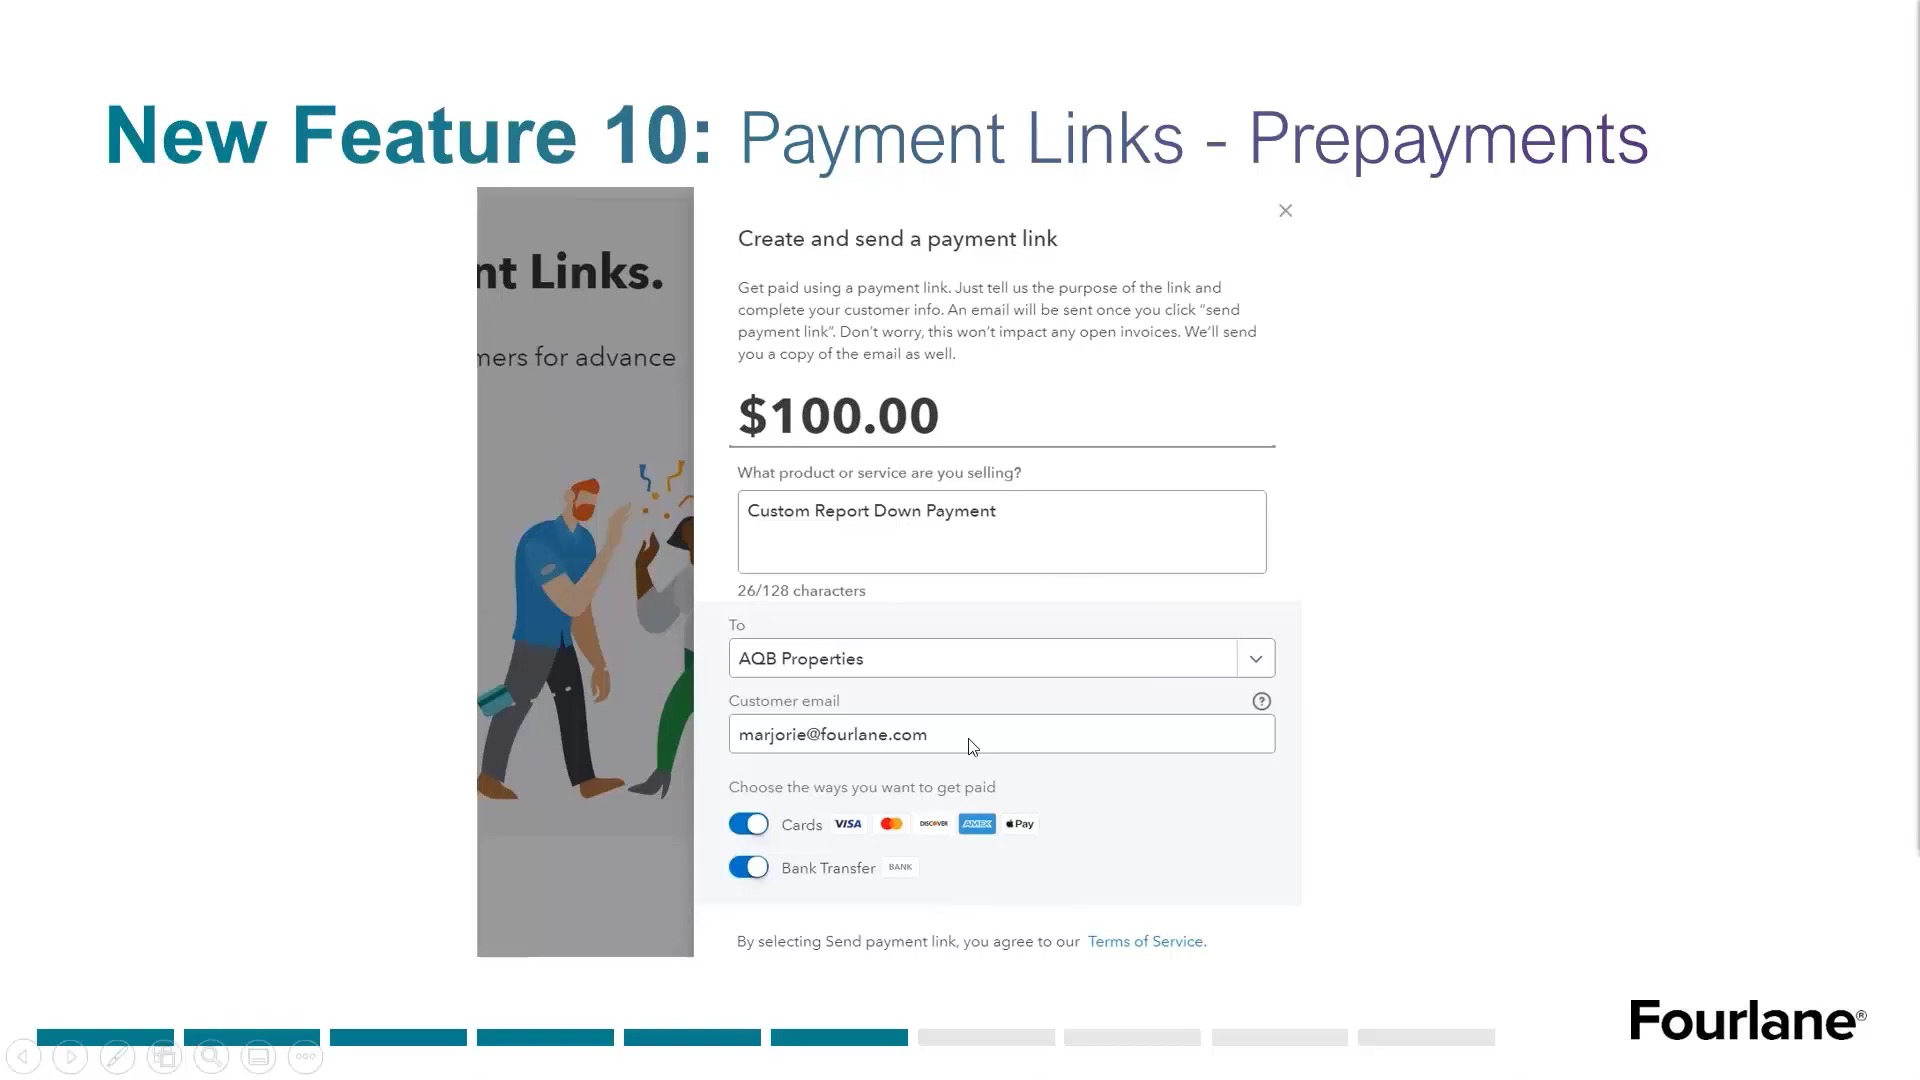 New Feature 10: Payment Links - Prepayments
nt Links.
mers for advance
Create and send a payment link
Get paid using a payment link. Just tell us the purpose of the link and
complete your customer info. An email will be sent once you click “send
payment link”. Don’t worry, this won’t impact any open invoices. We’ll send
you a copy of the email as well.
$100.00
What product or service are you selling?
Custom Report Down Payment
26/128 characters
To
AQB Properties
Customer email
?
marjorie@fourlane.com
Choose the ways you want to get paid
Cards VISA DISCOVER AMEX Pay
Bank Transfer BANK
By selecting Send payment link, you agree to our Terms of Service.
Fourlane®